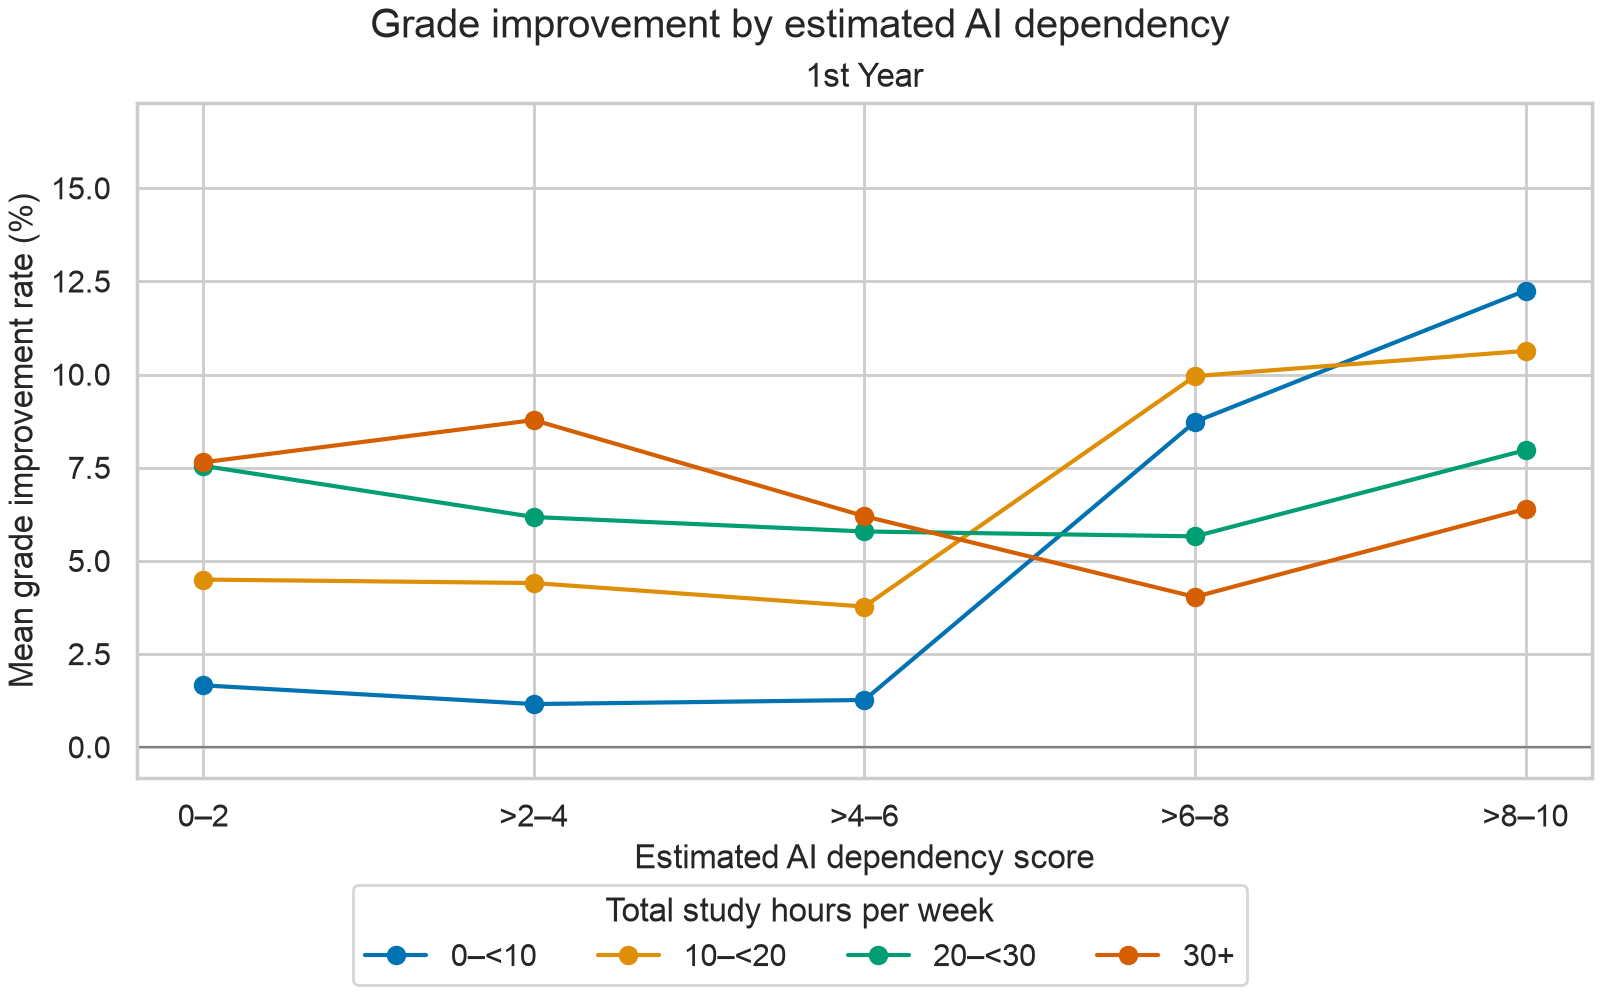 Grade improvement by estimated AI dependency
1st Year
Mean grade improvement rate (%)
15.0
12.5
10.0
7.5
5.0
2.5
0.0
0–2 >2–4 >4–6 >6–8 >8–10
Estimated AI dependency score
Total study hours per week
0–<10 10–<20 20–<30 30+